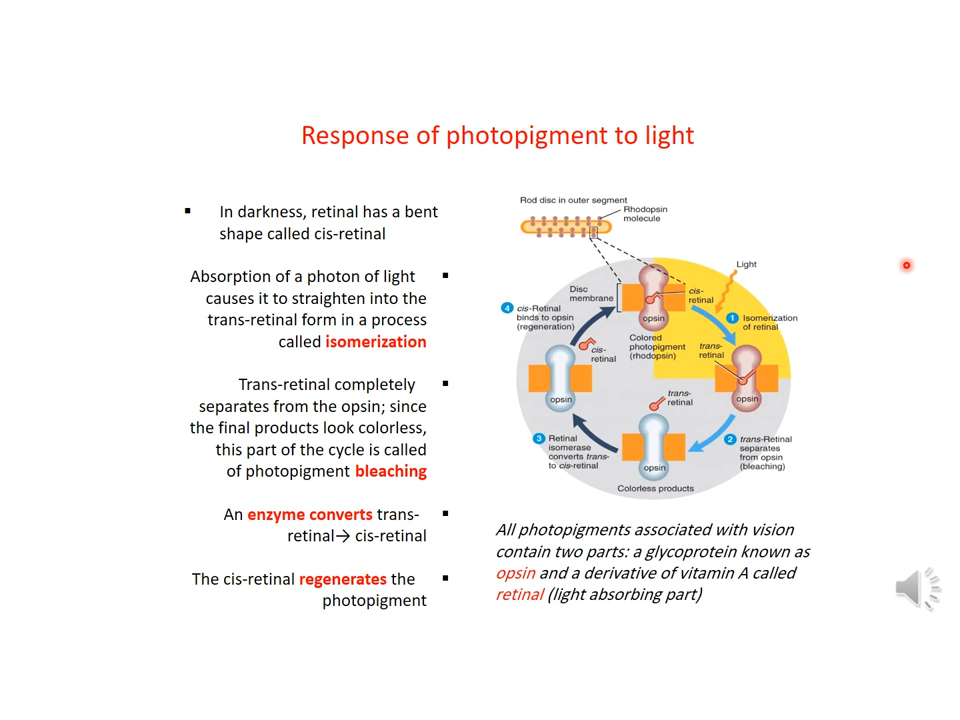 Response of photopigment to light
▪ In darkness, retinal has a bent
shape called cis-retinal
Absorption of a photon of light ▪
causes it to straighten into the
trans-retinal form in a process
called isomerization
Trans-retinal completely ▪
separates from the opsin; since
the final products look colorless,
this part of the cycle is called
of photopigment bleaching
An enzyme converts trans- ▪
retinal→ cis-retinal
The cis-retinal regenerates the ▪
photopigment
Rod disc in outer segment
Rhodopsin
molecule
Light
Disc
membrane
cis-
retinal
opsin
Colored
photopigment
(rhodopsin)
1 Isomerization
of retinal
trans-
retinal
opsin
2 trans-Retinal
separates
from opsin
(bleaching)
trans-
retinal
opsin
Colorless products
3 Retinal
isomerase
converts trans-
to cis-retinal
opsin
cis-
retinal
4 cis-Retinal
binds to opsin
(regeneration)
All photopigments associated with vision
contain two parts: a glycoprotein known as
opsin and a derivative of vitamin A called
retinal (light absorbing part)